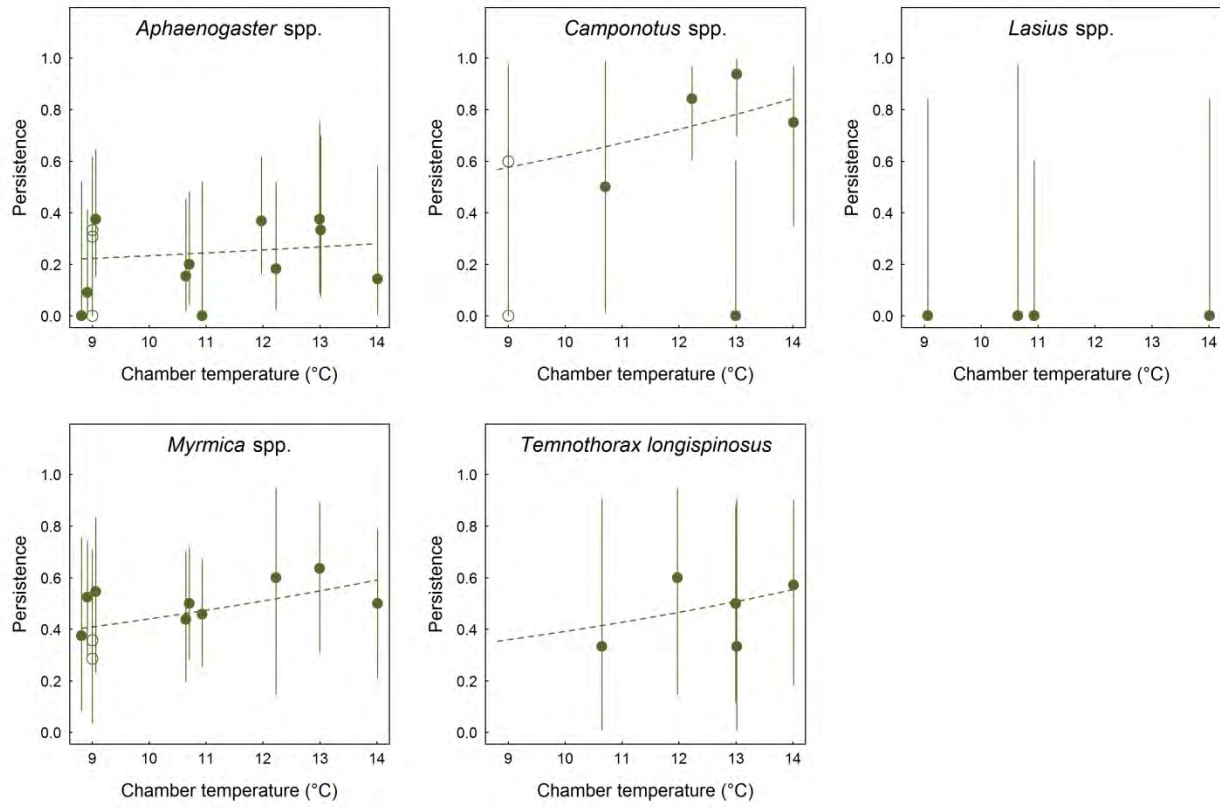 Aphaenogaster spp.
Persistence
1.0
0.8
0.6
0.4
0.2
0.0
9 10 11 12 13 14
Chamber temperature (°C)
Camponotus spp.
Persistence
1.0
0.8
0.6
0.4
0.2
0.0
9 10 11 12 13 14
Chamber temperature (°C)
Lasius spp.
Persistence
1.0
0.8
0.6
0.4
0.2
0.0
9 10 11 12 13 14
Chamber temperature (°C)
Myrmica spp.
Persistence
1.0
0.8
0.6
0.4
0.2
0.0
9 10 11 12 13 14
Chamber temperature (°C)
Temnothorax longispinosus
Persistence
1.0
0.8
0.6
0.4
0.2
0.0
9 10 11 12 13 14
Chamber temperature (°C)